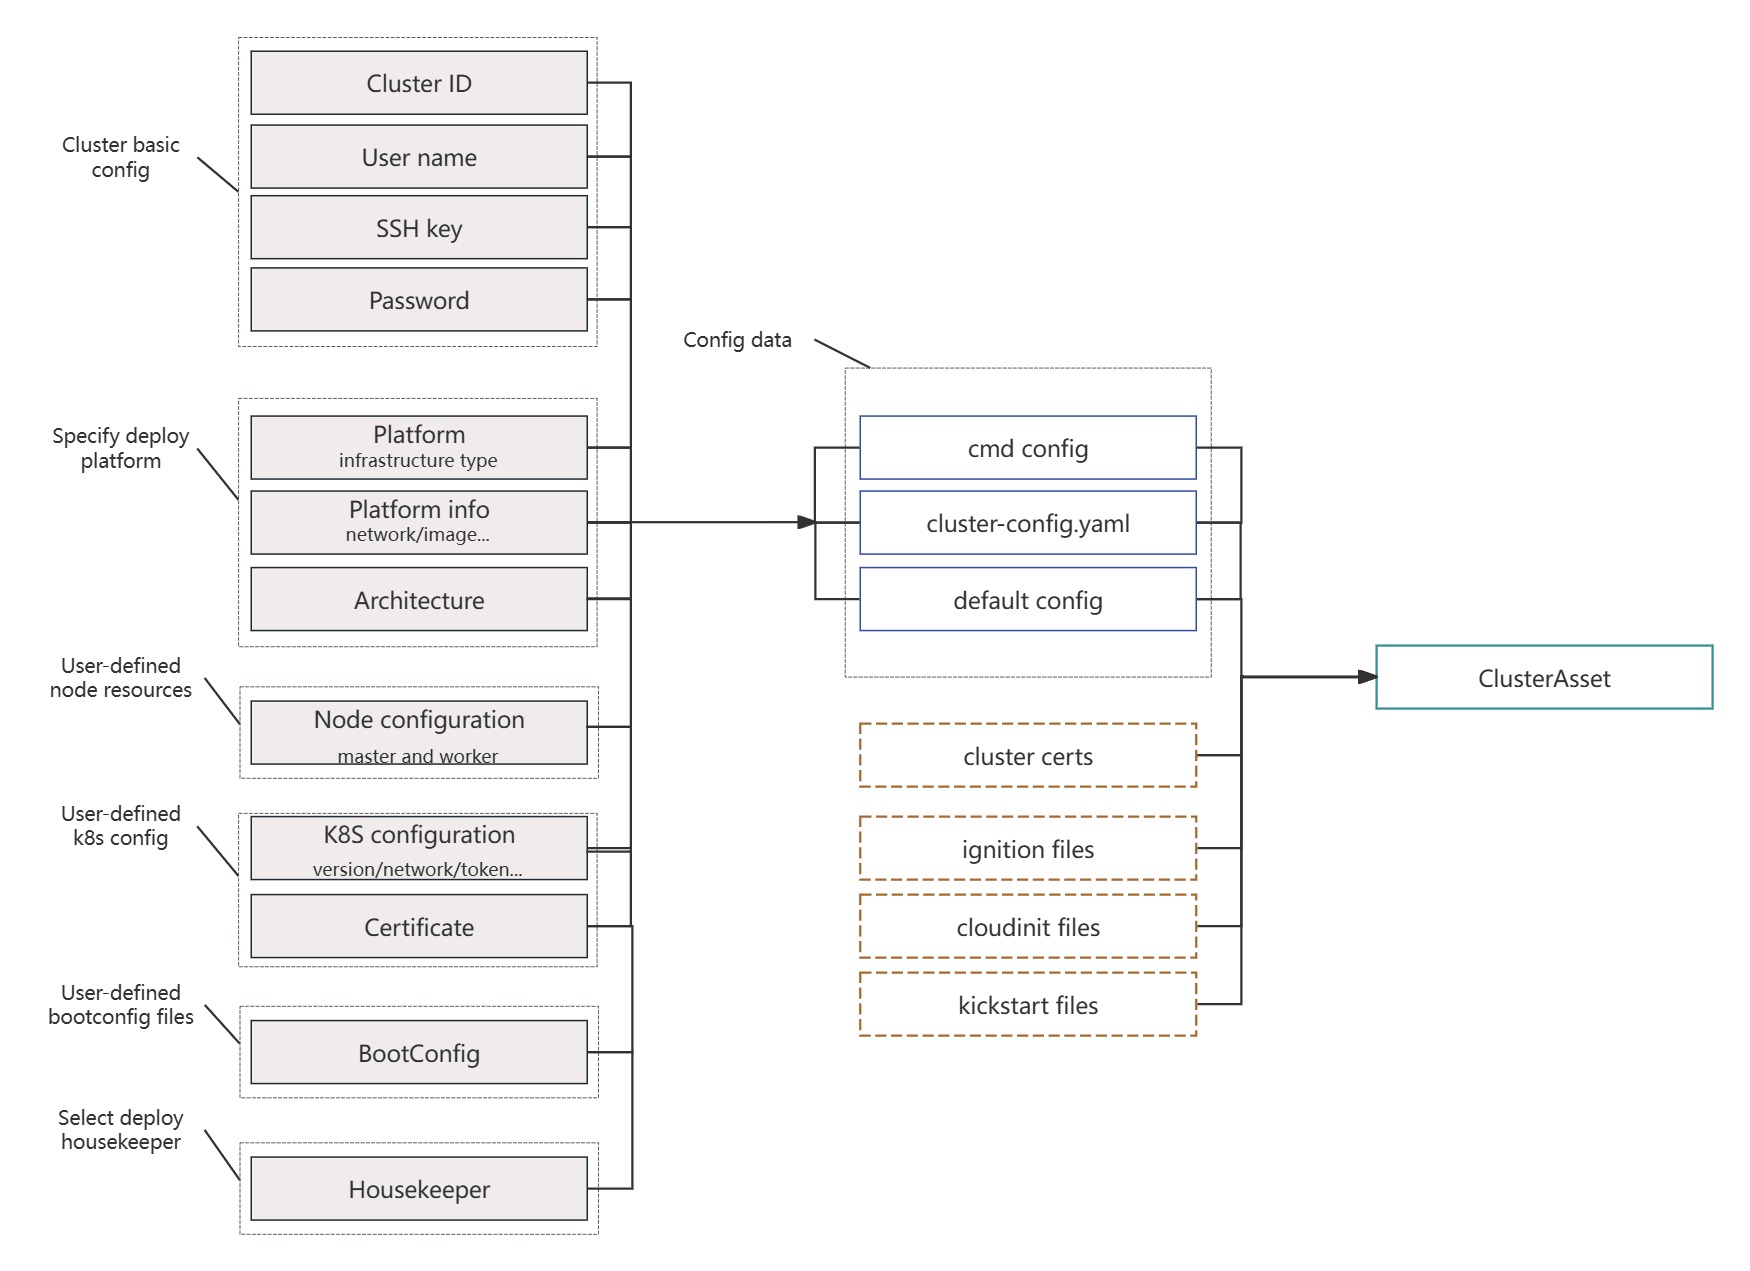 Cluster basic
config
Cluster ID
User name
SSH key
Password
Specify deploy
platform
Platform
infrastructure type
Platform info
network/image...
Architecture
User-defined
node resources
Node configuration
master and worker
User-defined
k8s config
K8S configuration
version/network/token...
Certificate
User-defined
bootconfig files
BootConfig
Select deploy
housekeeper
Housekeeper
Config data
cmd config
cluster-config.yaml
default config
cluster certs
ignition files
cloudinit files
kickstart files
ClusterAsset